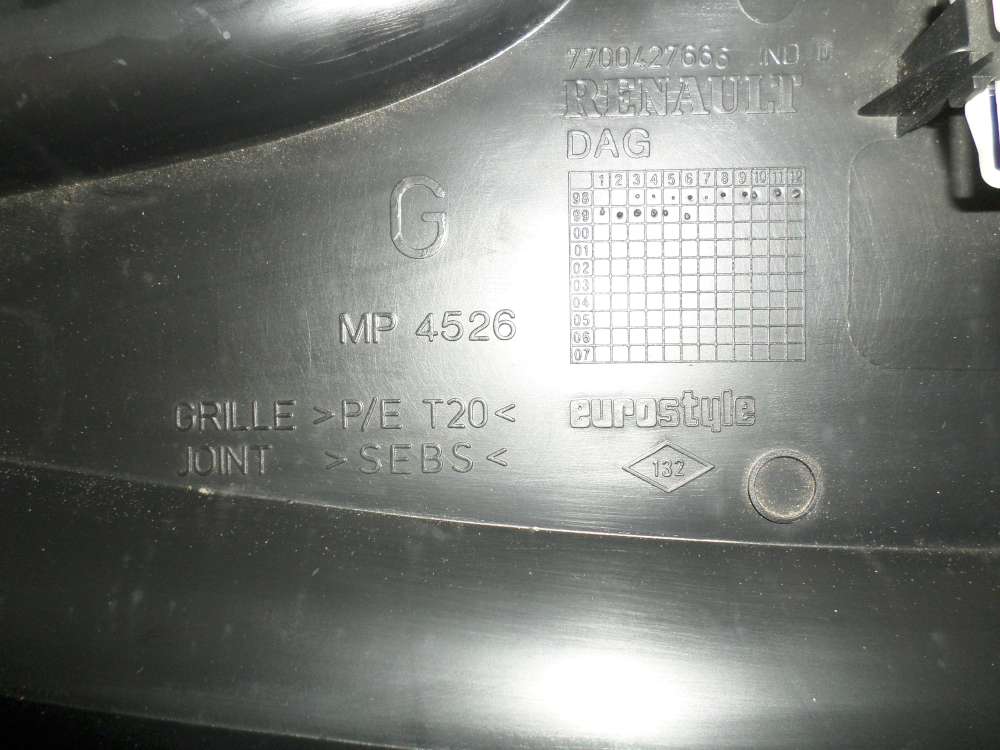 7700427666 IND D
RENAULT
DAG
1 2 3 4 5 6 7 8 9 10 11 12
98
99
00
01
02
03
04
05
06
07
G
MP 4526
GRILLE >P/E T20<
JOINT >SEBS<
eurostyle
132